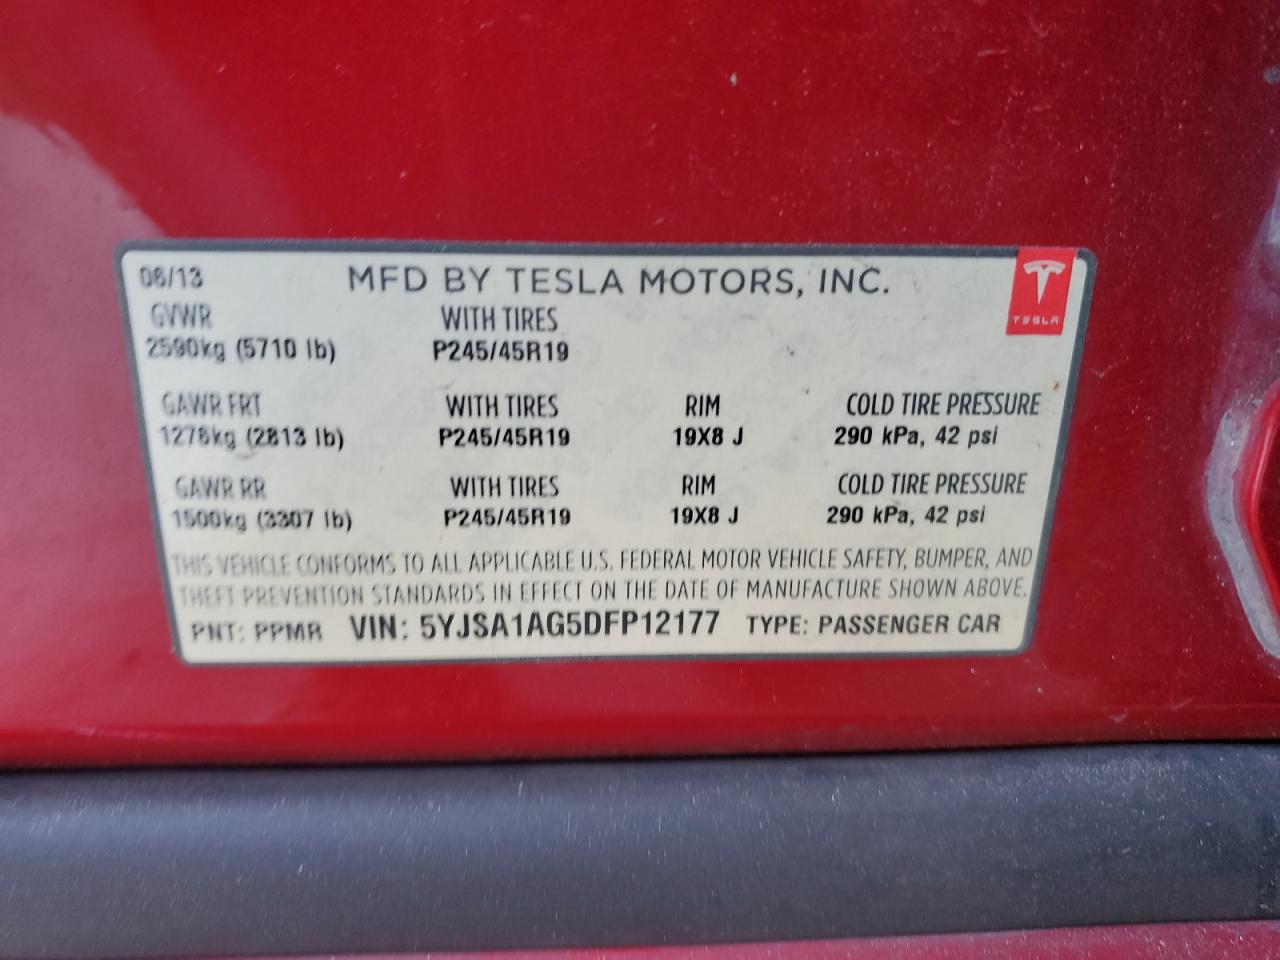 06/13 MFD BY TESLA MOTORS, INC.
TESLA
GVWR WITH TIRES
2590kg (5710 lb) P245/45R19
GAWR FRT WITH TIRES RIM COLD TIRE PRESSURE
1276kg (2813 lb) P245/45R19 19X8 J 290 kPa, 42 psi
GAWR RR WITH TIRES RIM COLD TIRE PRESSURE
1500kg (3307 lb) P245/45R19 19X8 J 290 kPa, 42 psi
THIS VEHICLE CONFORMS TO ALL APPLICABLE U.S. FEDERAL MOTOR VEHICLE SAFETY, BUMPER, AND
THEFT PREVENTION STANDARDS IN EFFECT ON THE DATE OF MANUFACTURE SHOWN ABOVE.
PNT: PPMR VIN: 5YJSA1AG5DFP12177 TYPE: PASSENGER CAR